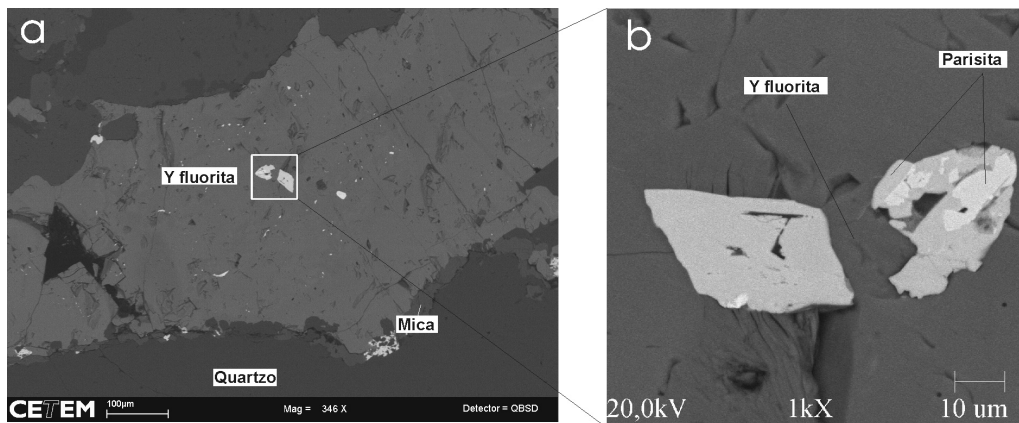 a
Y fluorita
Mica
Quartzo
CETEM
100µm
Mag = 346 X
Detector = QBSD
b
Parisita
Y fluorita
20,0kV
1kX
10 um